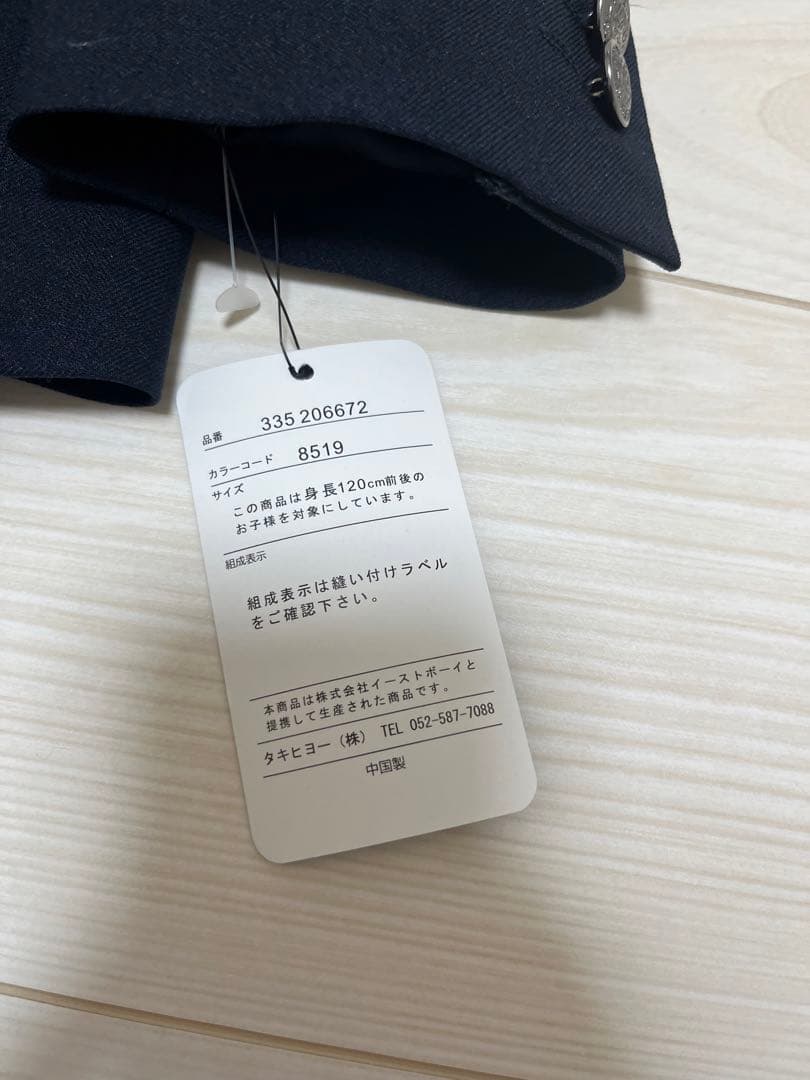 品番 335 206672
カラーコード 8519
サイズ
この商品は身長120cm前後の
お子様を対象にしています。
組成表示
組成表示は縫い付けラベル
をご確認下さい。
本商品は株式会社イーストボーイと
提携して生産された商品です。
タキヒヨー(株) TEL 052-587-7088
中国製